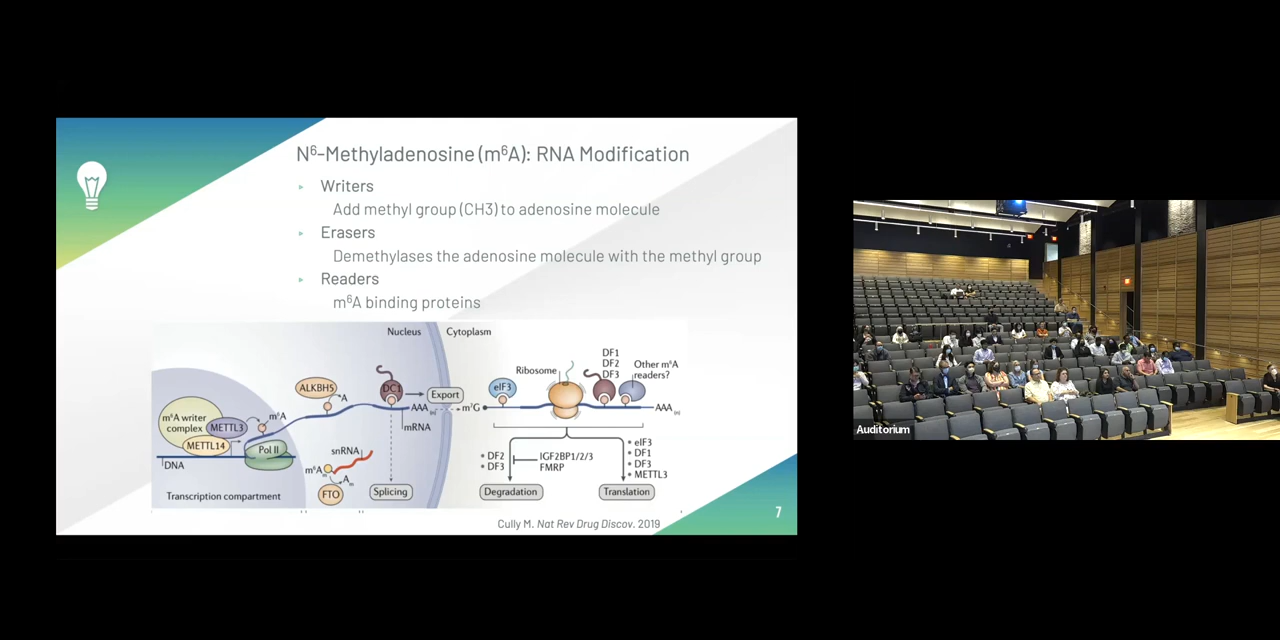 N⁶-Methyladenosine (m⁶A): RNA Modification
Writers
Add methyl group (CH3) to adenosine molecule
Erasers
Demethylases the adenosine molecule with the methyl group
Readers
m⁶A binding proteins
Nucleus
Cytoplasm
m⁶A writer
complex
METTL3
METTL14
m⁶A
Pol II
DNA
Transcription compartment
ALKBH5
A
snRNA
m⁶A
Aₘ
FTO
DC1
Export
AAA(n)
mRNA
Splicing
m⁷G
eIF3
Ribosome
DF1
DF2
DF3
Other m⁶A
readers?
AAA(n)
DF2
DF3
IGF2BP1/2/3
FMRP
Degradation
eIF3
DF1
DF3
METTL3
Translation
Cully M. Nat Rev Drug Discov. 2019
7
Auditorium